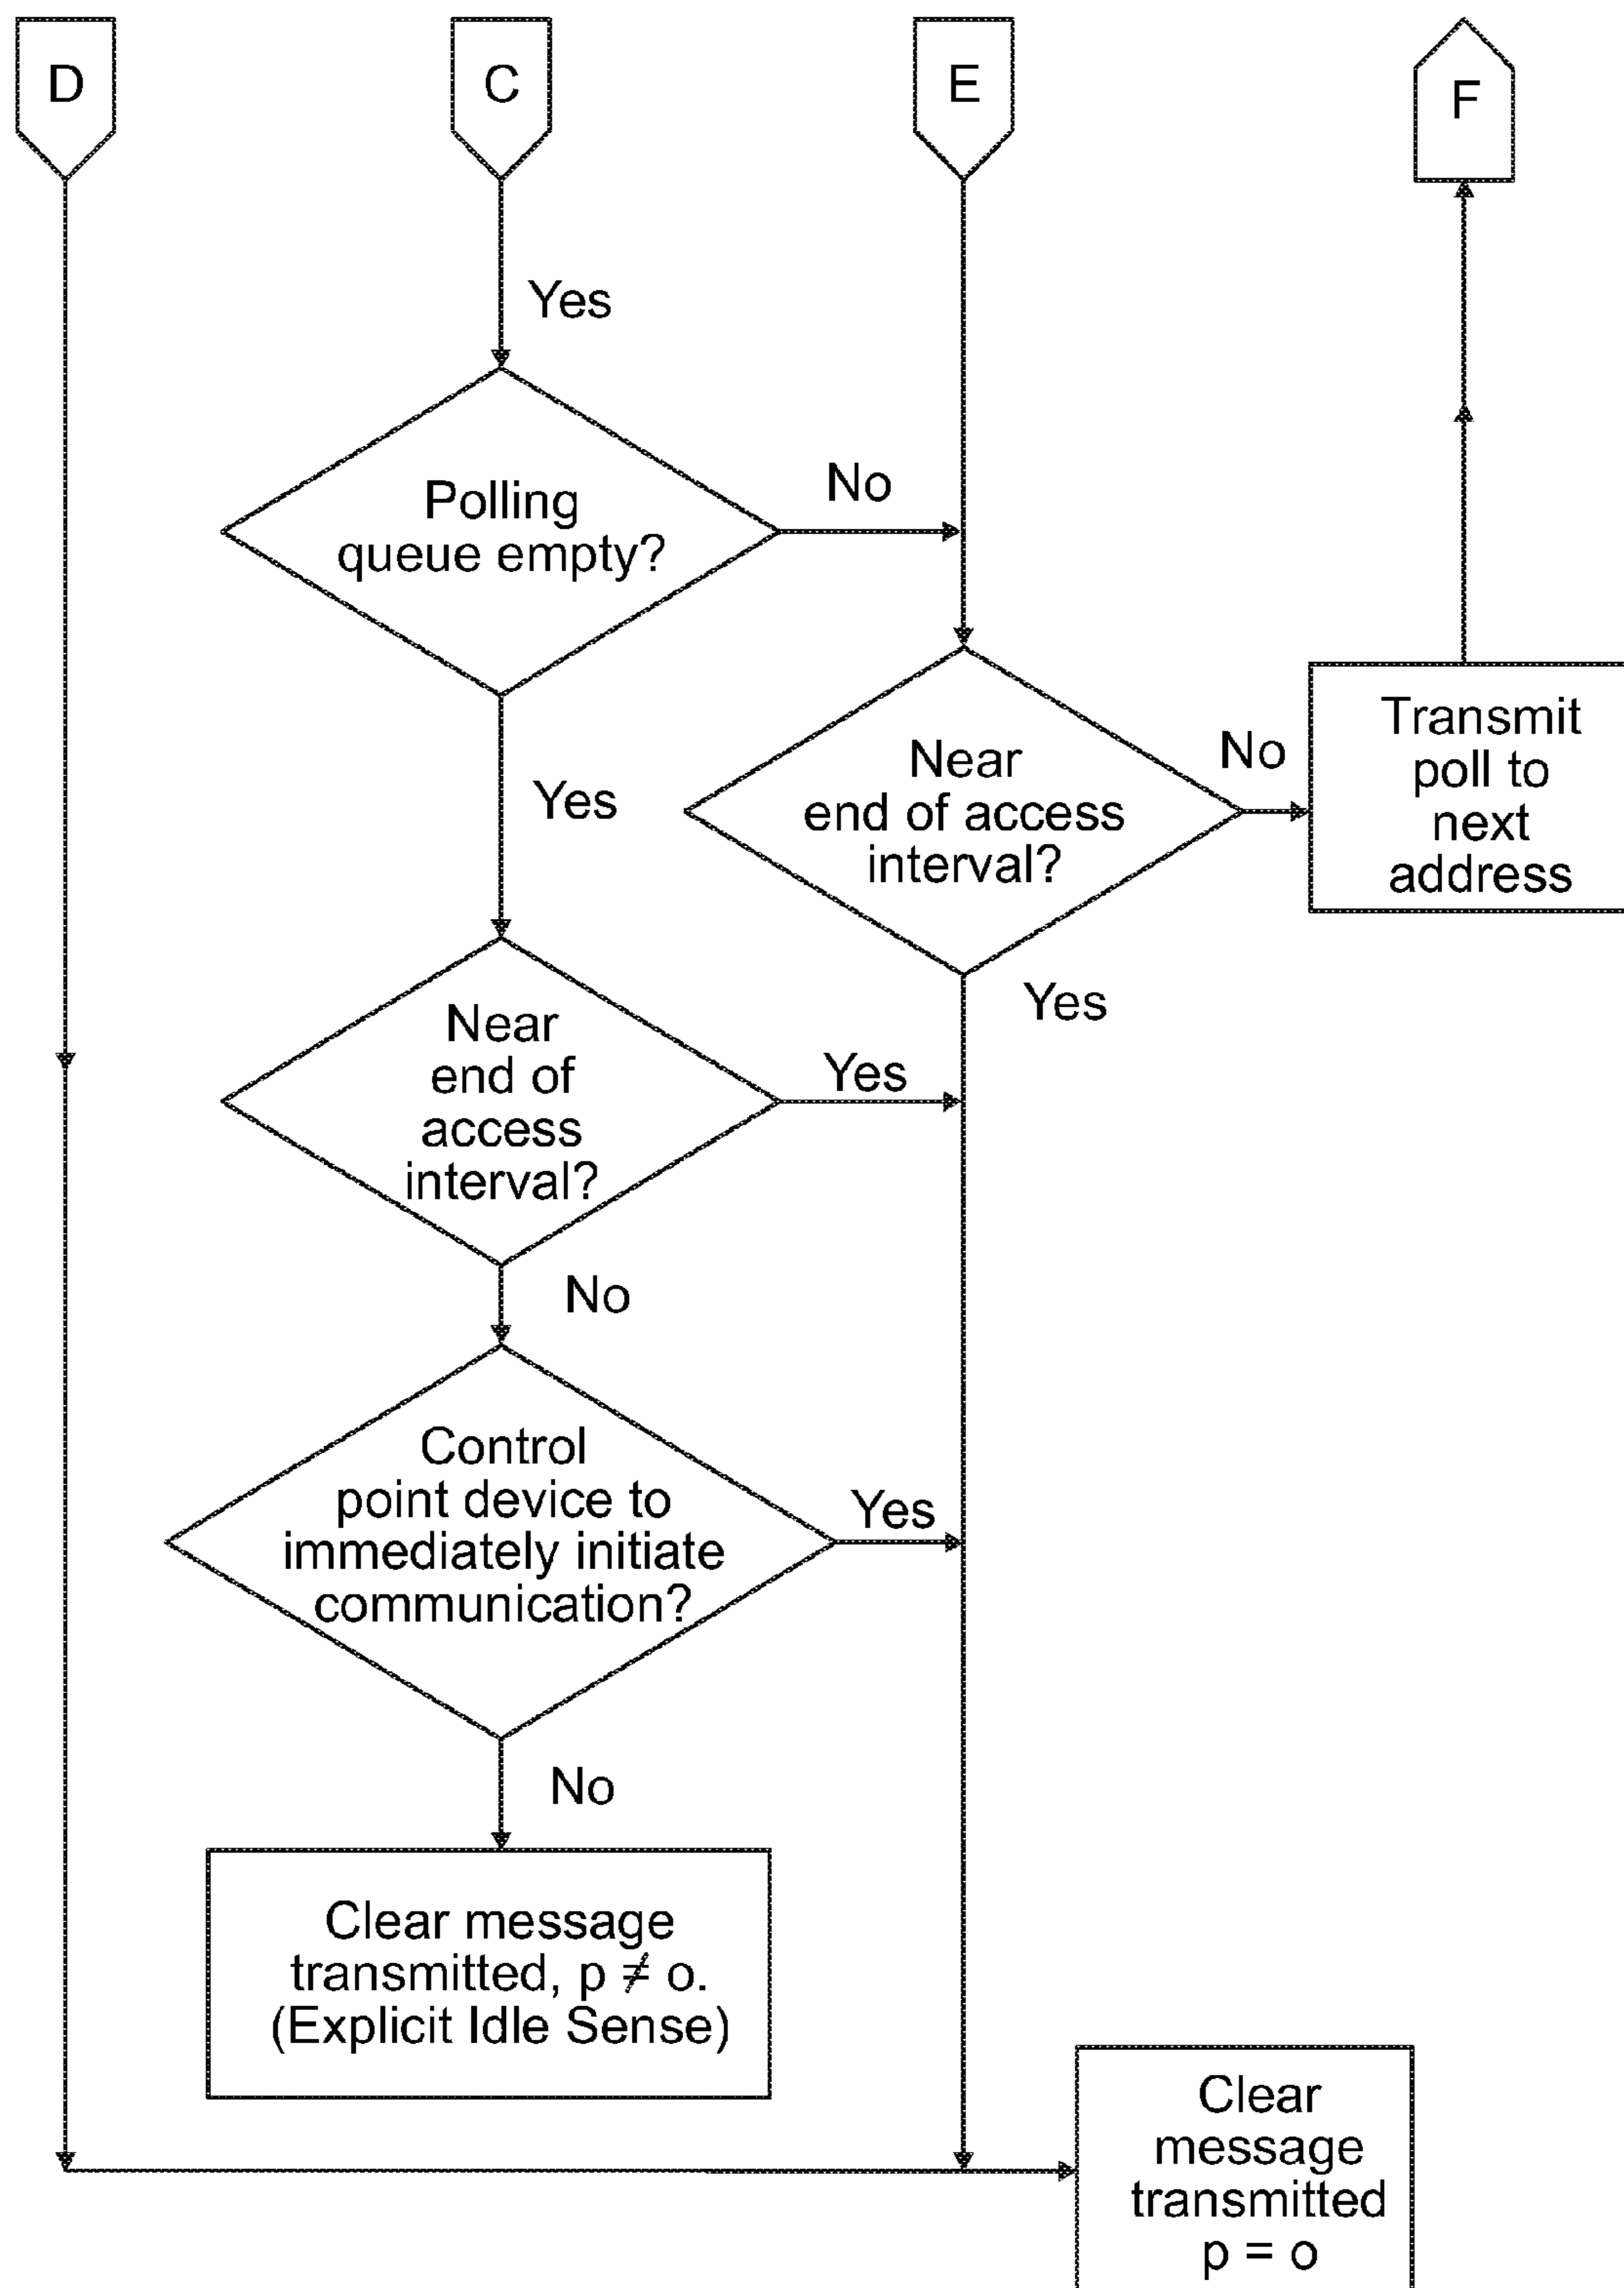 D
C
E
F
Yes
Polling
queue empty?
No
Yes
Near
end of access
interval?
No
Transmit
poll to
next
address
Yes
Near
end of
access
interval?
Yes
No
Control
point device to
immediately initiate
communication?
Yes
No
Clear message
transmitted, p ≠ o.
(Explicit Idle Sense)
Clear
message
transmitted
p = o